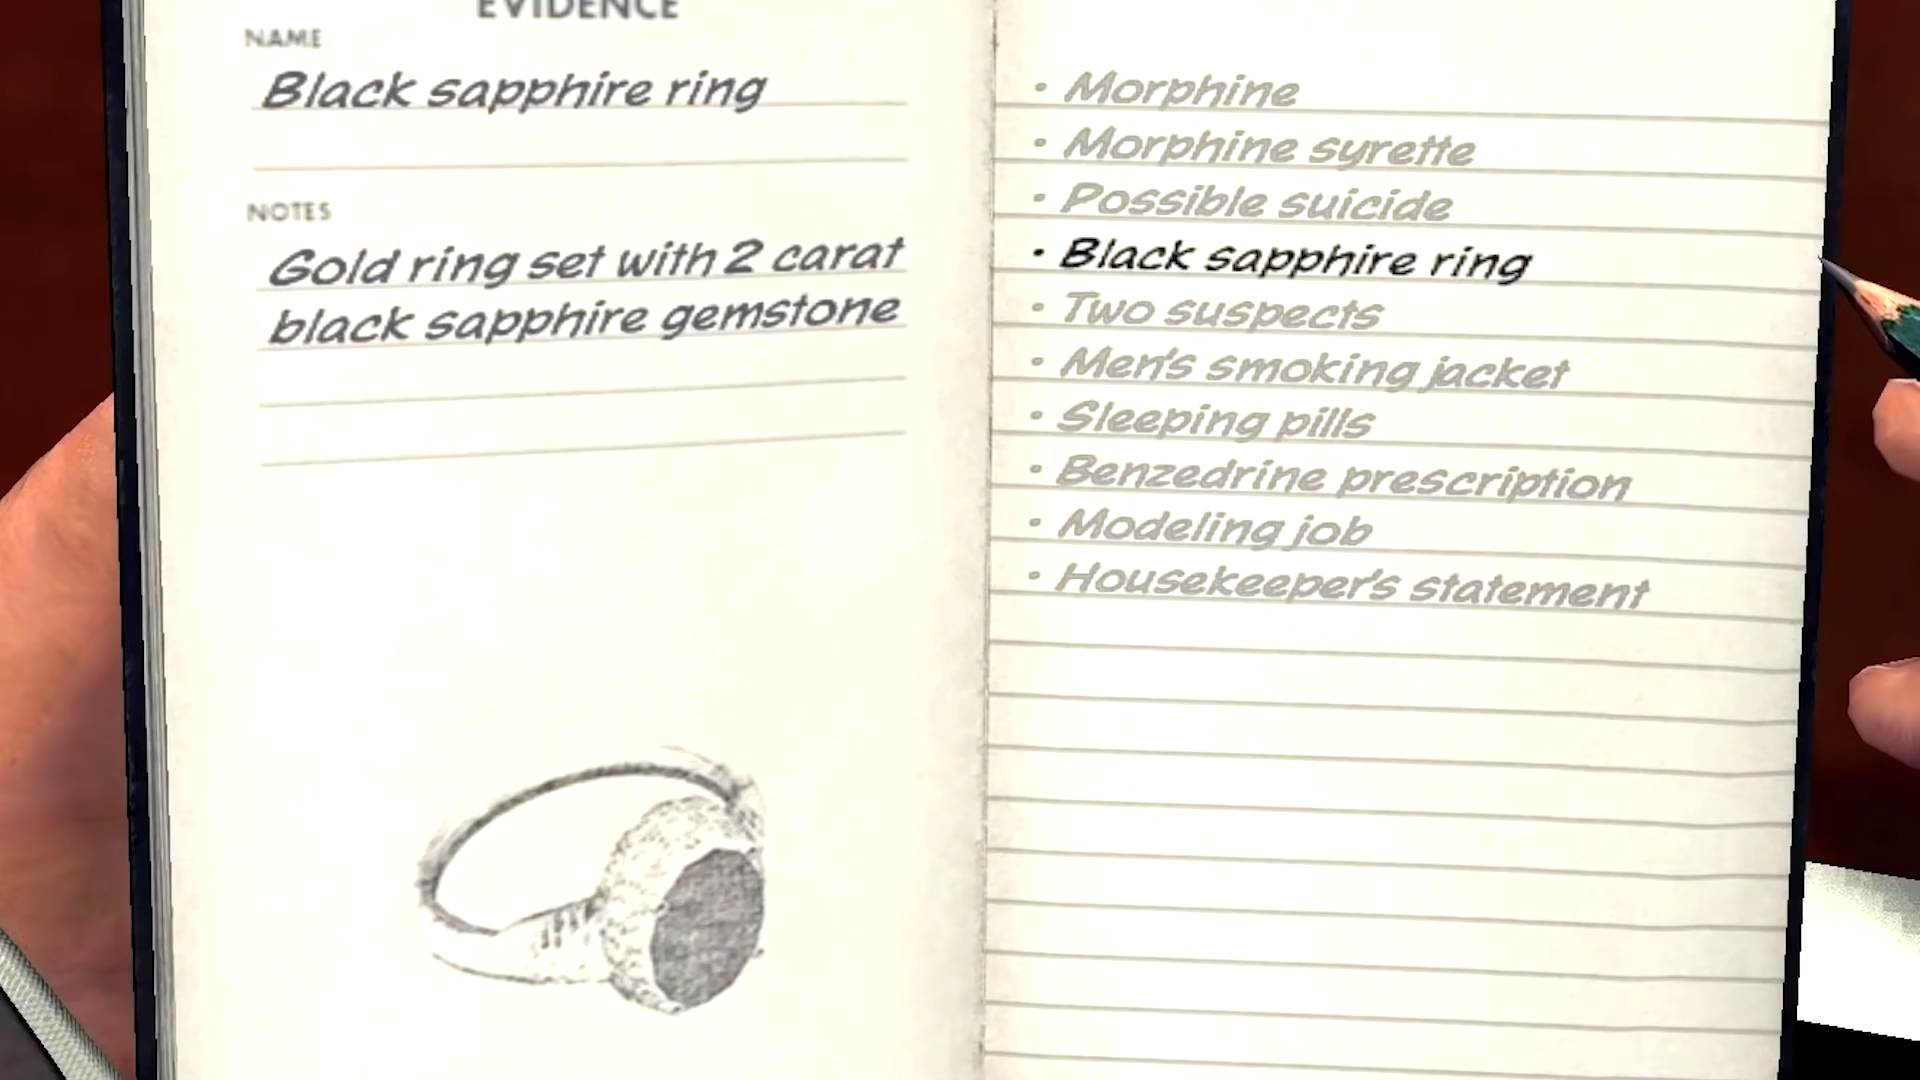 EVIDENCE
NAME
Black sapphire ring
NOTES
Gold ring set with 2 carat
black sapphire gemstone
• Morphine
• Morphine syrette
• Possible suicide
• Black sapphire ring
• Two suspects
• Men's smoking jacket
• Sleeping pills
• Benzedrine prescription
• Modeling job
• Housekeeper's statement